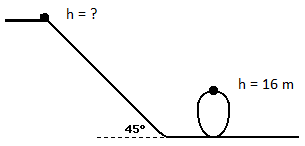 h = ?
h = 16 m
45°